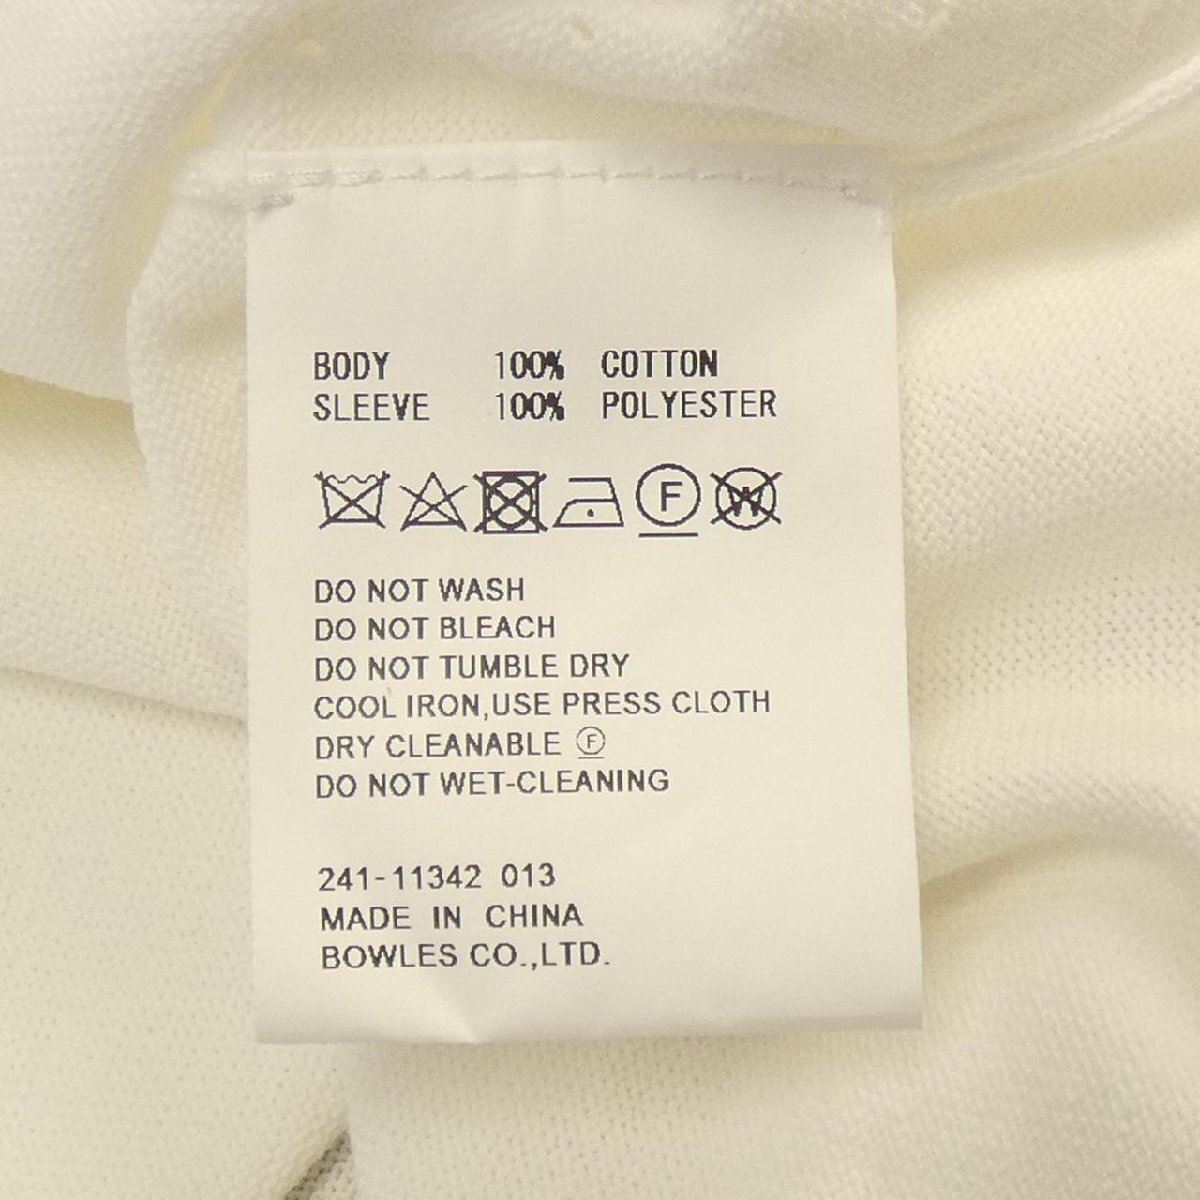 BODY 100% COTTON
SLEEVE 100% POLYESTER
F W
DO NOT WASH
DO NOT BLEACH
DO NOT TUMBLE DRY
COOL IRON,USE PRESS CLOTH
DRY CLEANABLE Ⓕ
DO NOT WET-CLEANING
241-11342 013
MADE IN CHINA
BOWLES CO.,LTD.